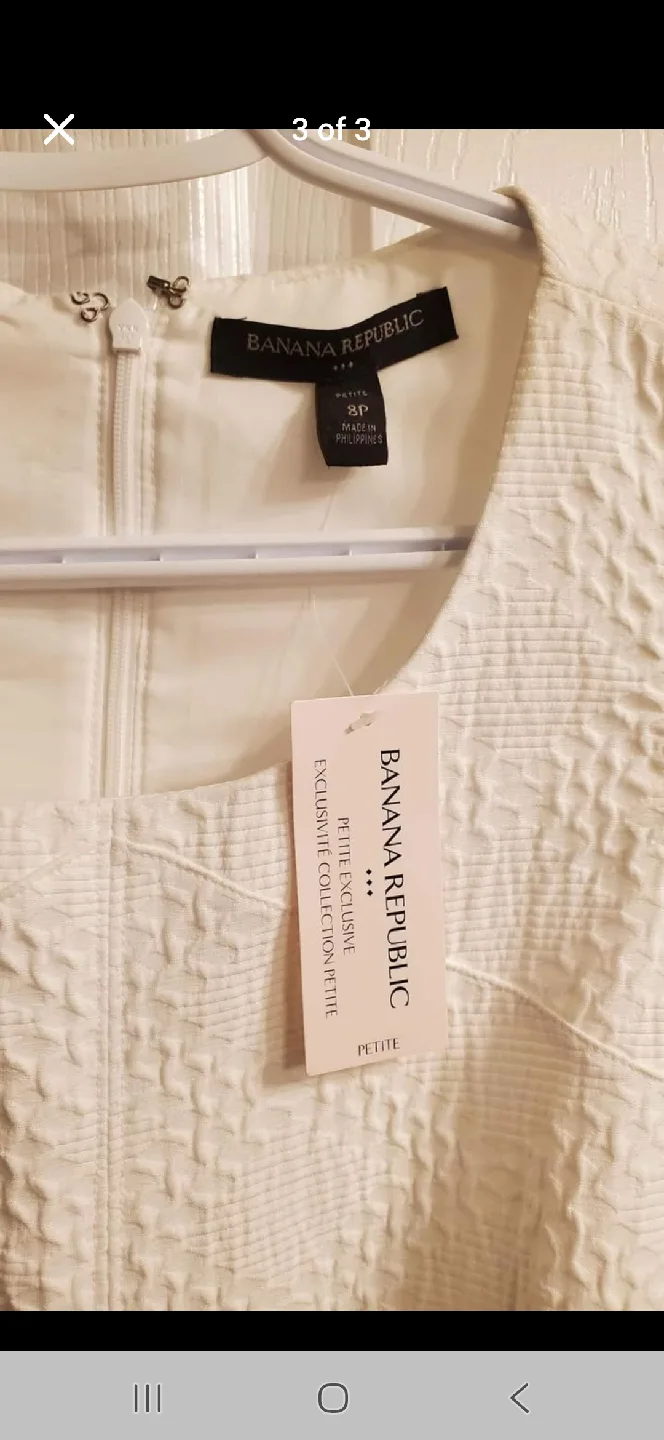 3 of 3
BANANA REPUBLIC
PETITE
8P
MADE IN
PHILIPPINES
BANANA REPUBLIC
PETITE EXCLUSIVE
EXCLUSIVITÉ COLLECTION PETITE
PETITE